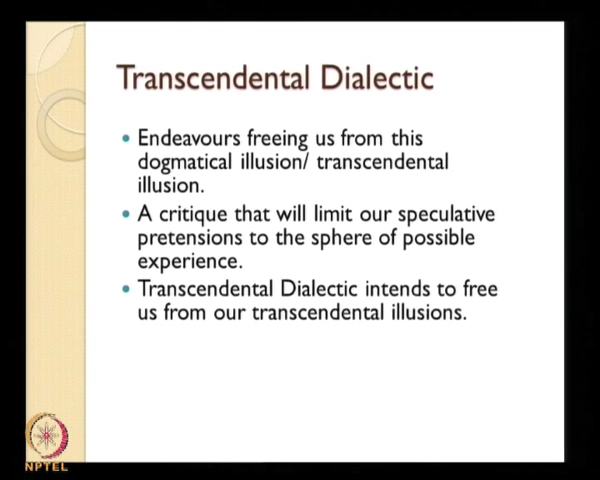 Transcendental Dialectic
• Endeavours freeing us from this
dogmatical illusion/ transcendental
illusion.
• A critique that will limit our speculative
pretensions to the sphere of possible
experience.
• Transcendental Dialectic intends to free
us from our transcendental illusions.
NPTEL